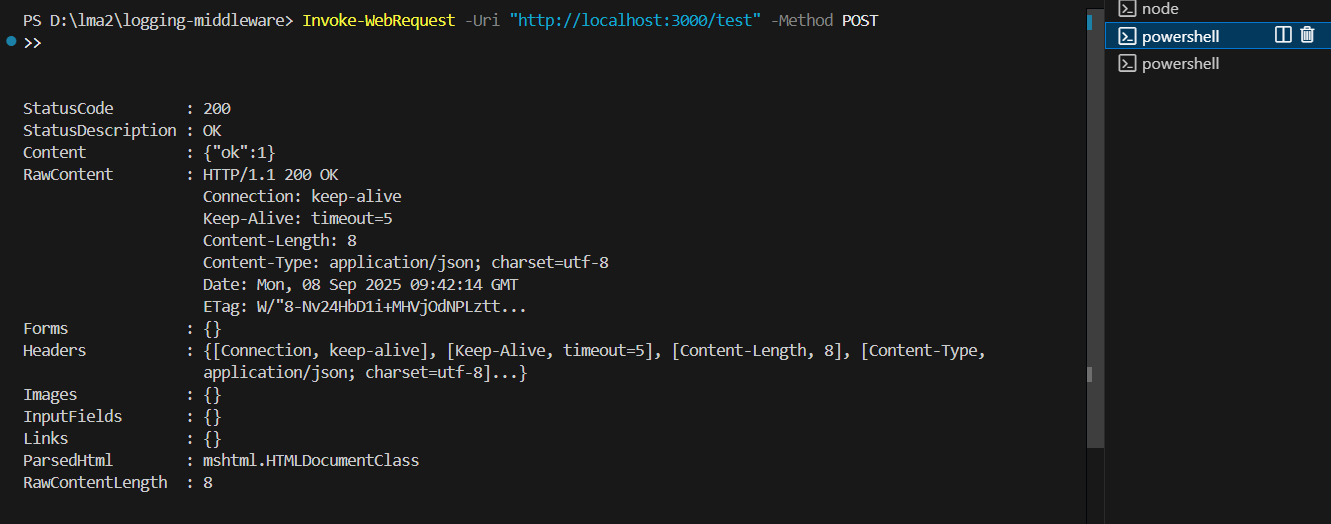 PS D:\lma2\logging-middleware> Invoke-WebRequest -Uri "http://localhost:3000/test" -Method POST
>>
StatusCode        : 200
StatusDescription : OK
Content           : {"ok":1}
RawContent        : HTTP/1.1 200 OK
                    Connection: keep-alive
                    Keep-Alive: timeout=5
                    Content-Length: 8
                    Content-Type: application/json; charset=utf-8
                    Date: Mon, 08 Sep 2025 09:42:14 GMT
                    ETag: W/"8-Nv24HbD1i+MHVjOdNPLztt...
Forms             : {}
Headers           : {[Connection, keep-alive], [Keep-Alive, timeout=5], [Content-Length, 8], [Content-Type,
                    application/json; charset=utf-8]...}
Images            : {}
InputFields       : {}
Links             : {}
ParsedHtml        : mshtml.HTMLDocumentClass
RawContentLength  : 8
node
powershell
powershell